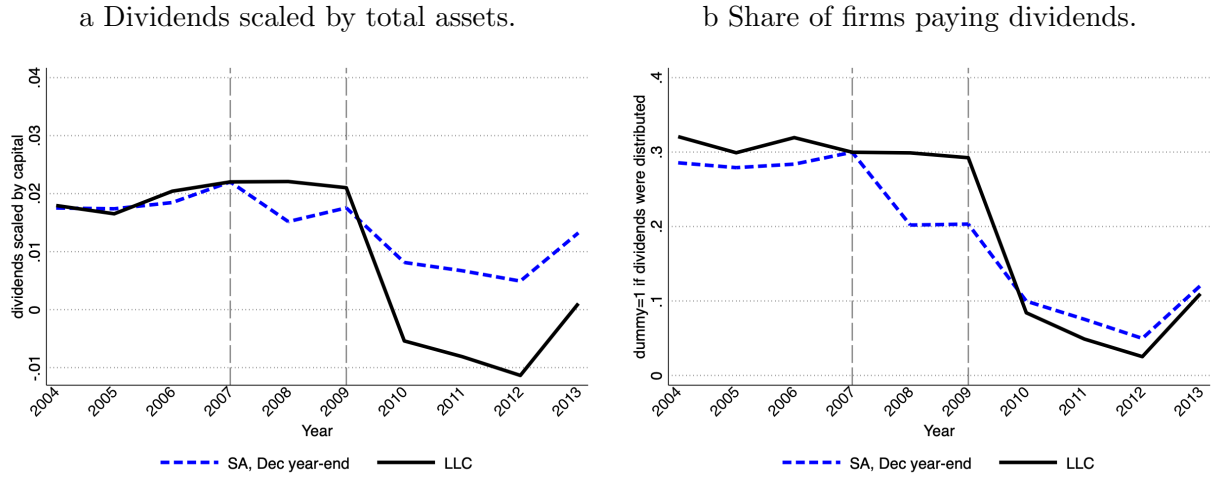 a Dividends scaled by total assets.
dividends scaled by capital
.04
.03
.02
.01
0
-.01
2004 2005 2006 2007 2008 2009 2010 2011 2012 2013
Year
SA, Dec year-end LLC
b Share of firms paying dividends.
dummy=1 if dividends were distributed
.4
.3
.2
.1
0
2004 2005 2006 2007 2008 2009 2010 2011 2012 2013
Year
SA, Dec year-end LLC